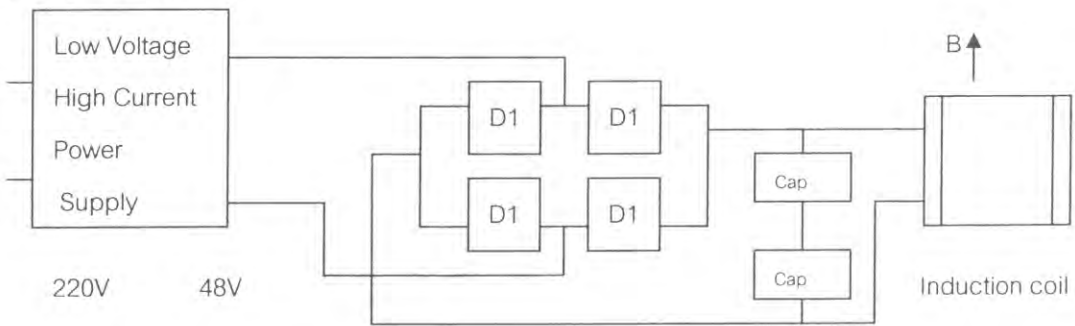 Low Voltage
High Current
Power
Supply
220V 48V
D1 D1
D1 D1
Cap
Cap
B
Induction coil